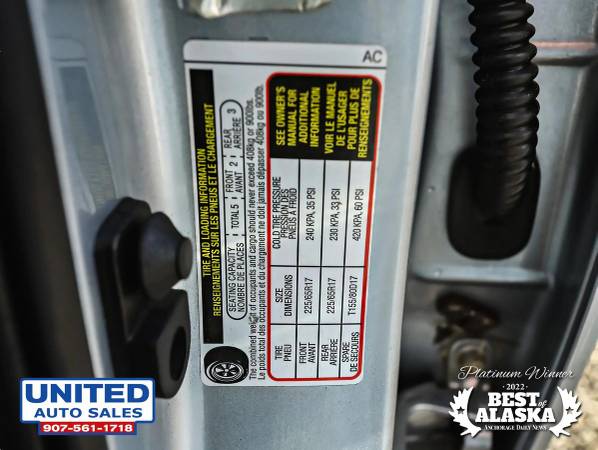 AC
TIRE AND LOADING INFORMATION
RENSEIGNEMENTS SUR LES PNEUS ET LE CHARGEMENT
SEATING CAPACITY
NOMBRE DE PLACES
TOTAL 5
FRONT
AVANT
2
REAR
ARRIÈRE
3
The combined weight of occupants and cargo should never exceed 408kg or 900lbs.
Le poids total des occupants et du chargement ne doit jamais dépasser 408kg ou 900lb.
TIRE
PNEU
SIZE
DIMENSIONS
COLD TIRE PRESSURE
PRESSION DES
PNEUS A FROID
SEE OWNER'S
MANUAL FOR
ADDITIONAL
INFORMATION
VOIR LE MANUEL
DE L'USAGER
POUR PLUS DE
RENSEIGNEMENTS
FRONT
AVANT
225/65R17
240 KPA, 35 PSI
REAR
ARRIERE
225/65R17
230 KPA, 33 PSI
SPARE
DE SECOURS
T155/80D17
420 KPA, 60 PSI
UNITED
AUTO SALES
907-561-1718
Platinum Winner
2022
BEST of
ALASKA
ANCHORAGE DAILY NEWS